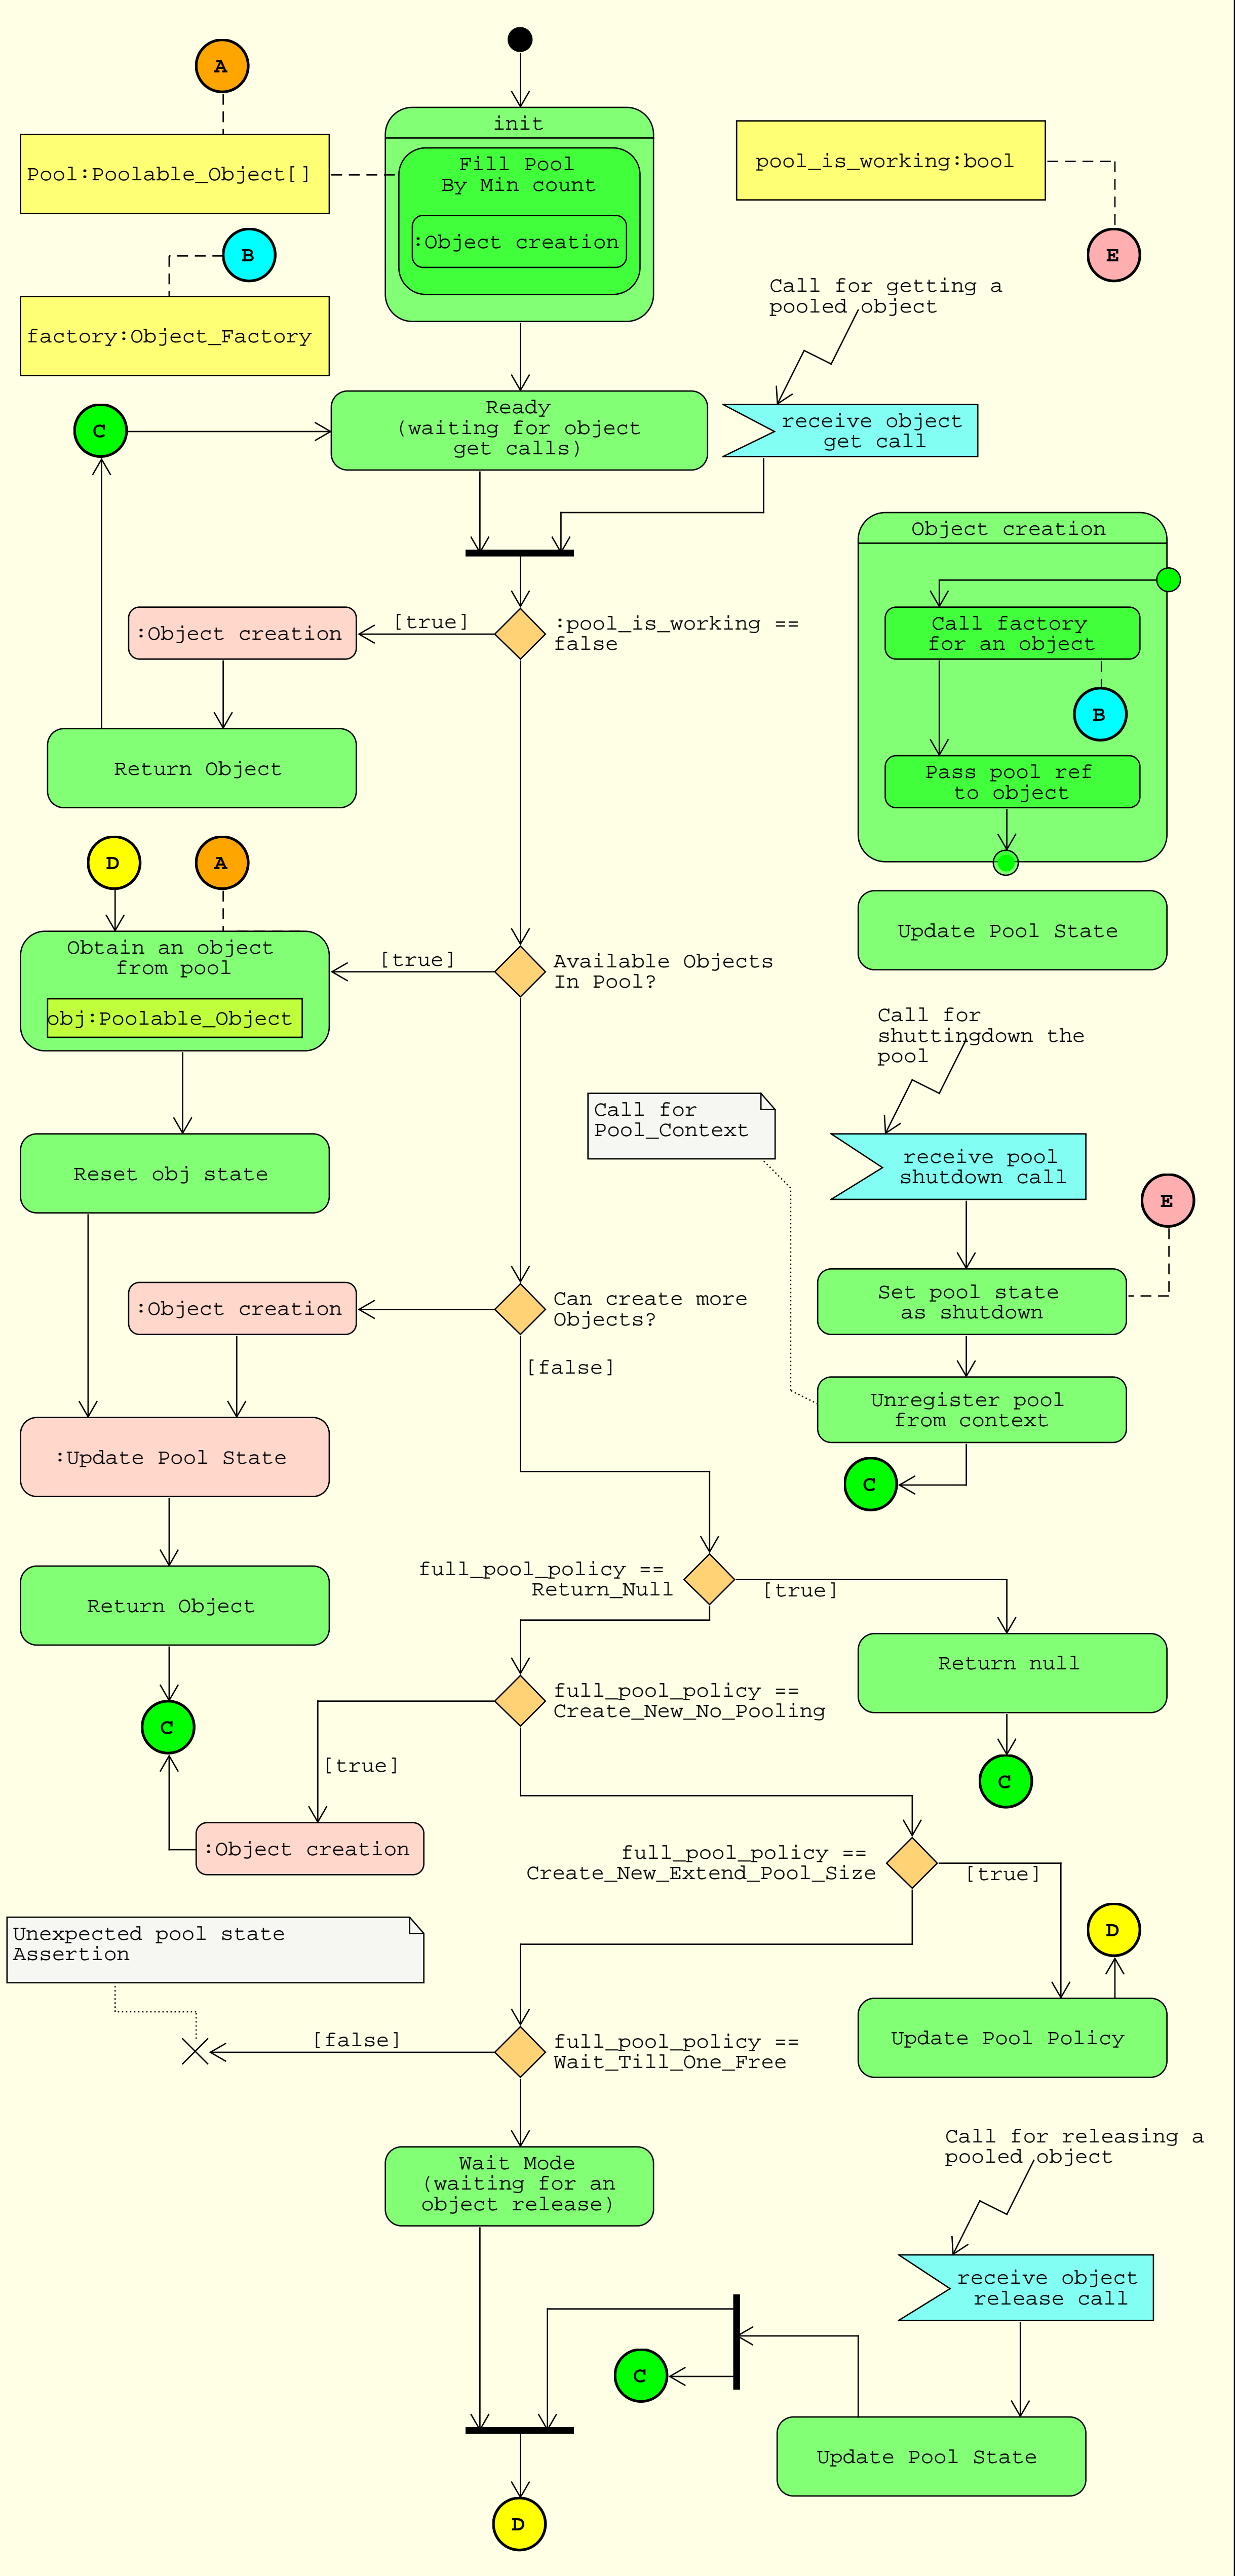 A
init
Fill Pool
By Min count
:Object creation
Pool:Poolable_Object[]
pool_is_working:bool
B
E
factory:Object_Factory
Call for getting a
pooled object
C
Ready
(waiting for object
get calls)
receive object
get call
Object creation
Call factory
for an object
B
Pass pool ref
to object
:Object creation
[true]
:pool_is_working ==
false
Return Object
D
A
Obtain an object
from pool
obj:Poolable_Object
[true]
Available Objects
In Pool?
Update Pool State
Call for
shuttingdown the
pool
Call for
Pool_Context
receive pool
shutdown call
E
Reset obj state
Set pool state
as shutdown
:Object creation
Can create more
Objects?
[false]
Unregister pool
from context
C
:Update Pool State
full_pool_policy ==
Return_Null
[true]
Return Object
Return null
C
full_pool_policy ==
Create_New_No_Pooling
[true]
C
:Object creation
full_pool_policy ==
Create_New_Extend_Pool_Size
[true]
D
Unexpected pool state
Assertion
Update Pool Policy
[false]
full_pool_policy ==
Wait_Till_One_Free
Wait Mode
(waiting for an
object release)
Call for releasing a
pooled object
receive object
release call
C
Update Pool State
D